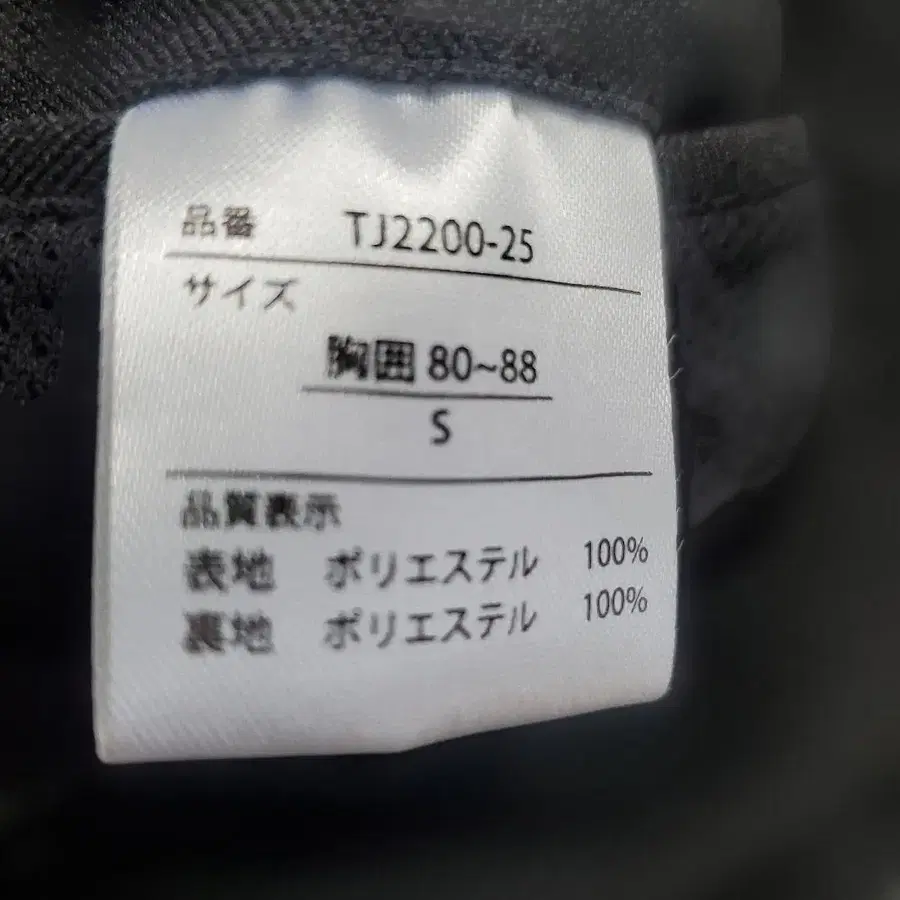 品番 TJ2200-25
サイズ
胸囲 80~88
S
品質表示
表地 ポリエステル 100%
裏地 ポリエステル 100%